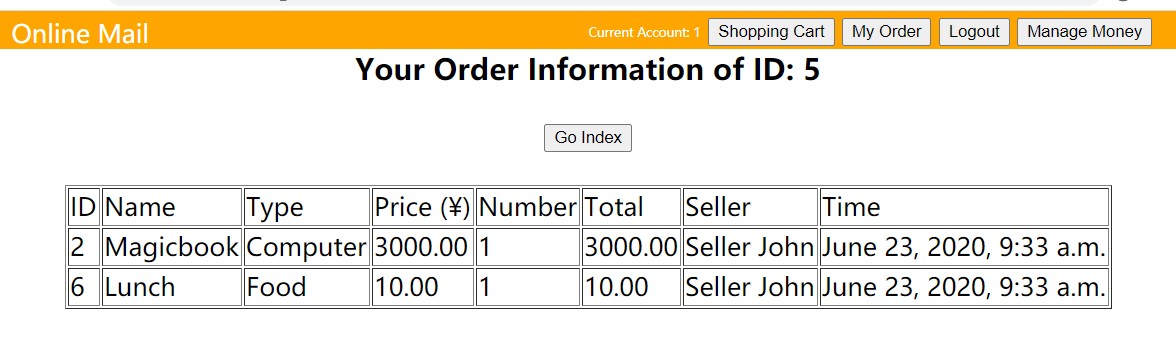 Online Mail Current Account: 1 Shopping Cart My Order Logout Manage Money
Your Order Information of ID: 5
Go Index
ID Name Type Price (¥) Number Total Seller Time
2 Magicbook Computer 3000.00 1 3000.00 Seller John June 23, 2020, 9:33 a.m.
6 Lunch Food 10.00 1 10.00 Seller John June 23, 2020, 9:33 a.m.